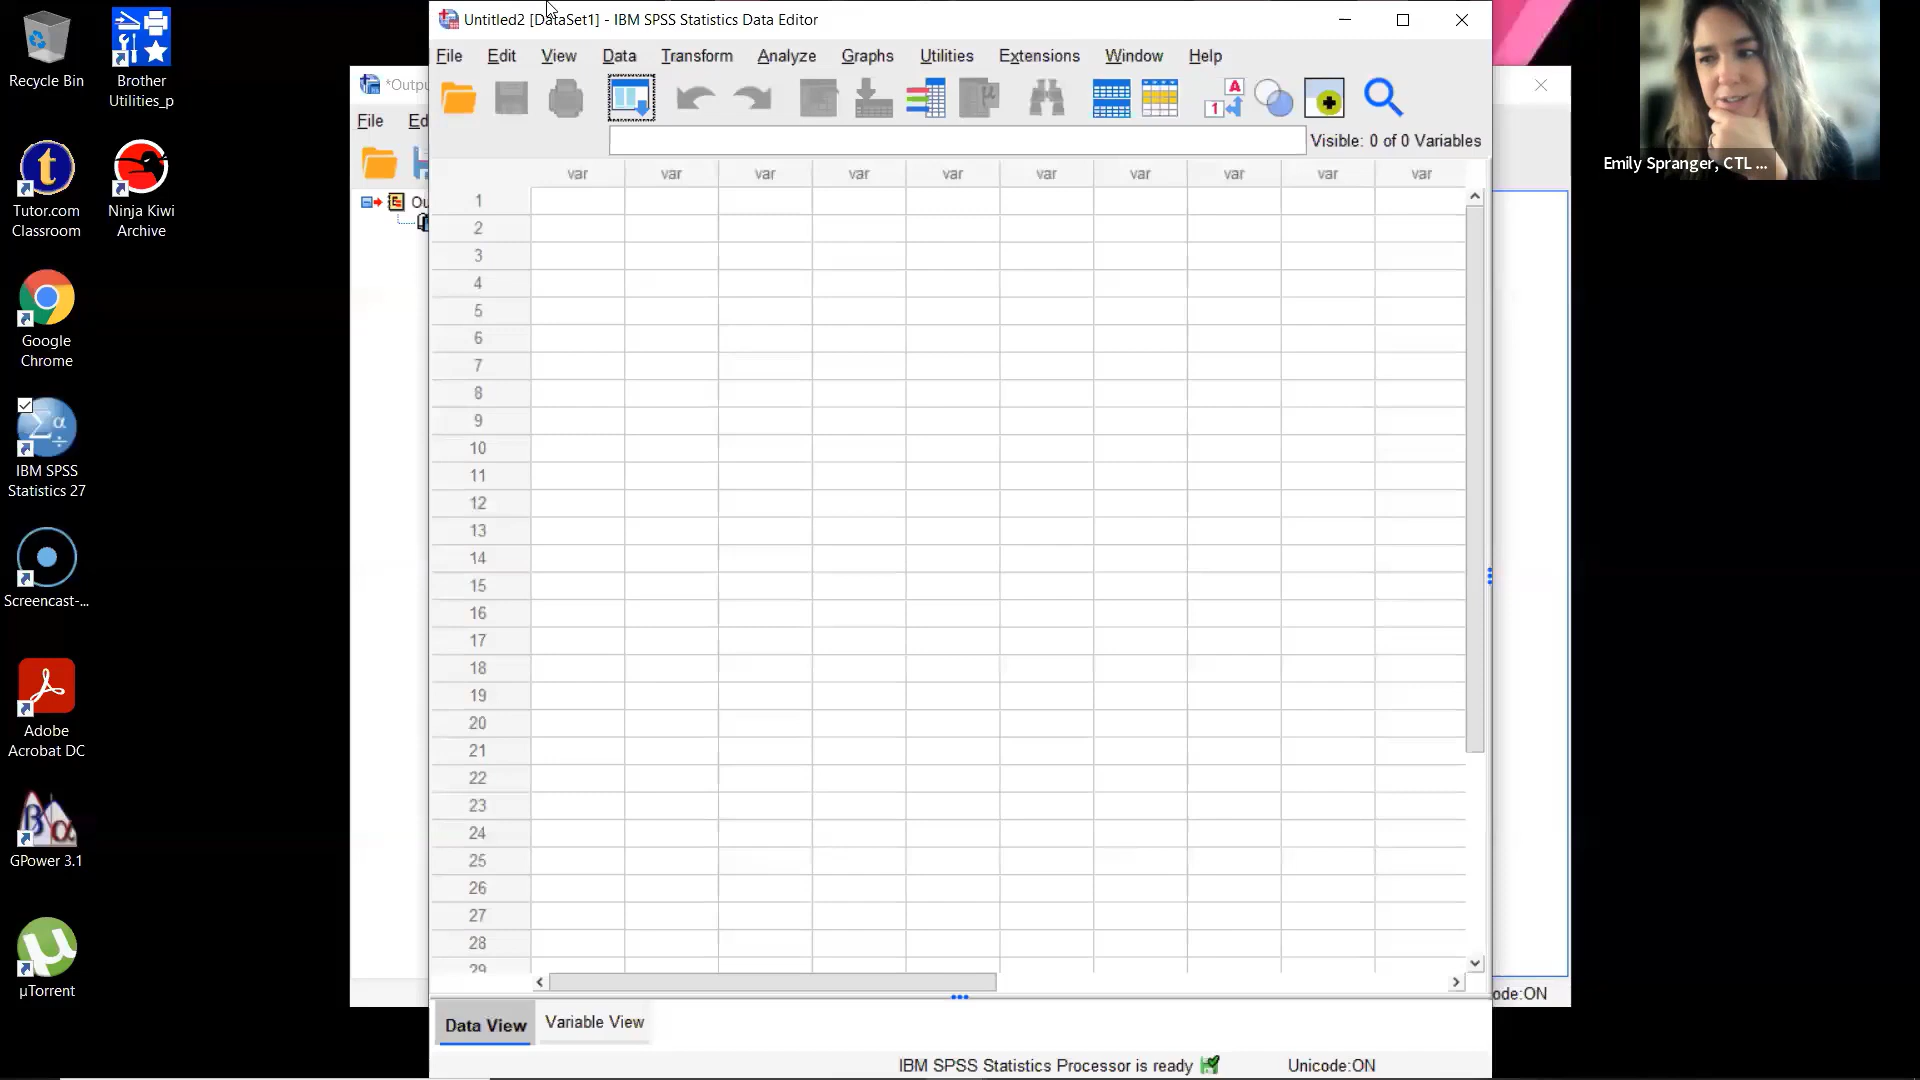 Recycle Bin
Brother
Utilities_p
Tutor.com
Classroom
Ninja Kiwi
Archive
Google
Chrome
IBM SPSS
Statistics 27
Screencast-...
Adobe
Acrobat DC
GPower 3.1
µTorrent
*Outpu
File Ed
Ou
Untitled2 [DataSet1] - IBM SPSS Statistics Data Editor
File Edit View Data Transform Analyze Graphs Utilities Extensions Window Help
Visible: 0 of 0 Variables
var var var var var var var var var var
1
2
3
4
5
6
7
8
9
10
11
12
13
14
15
16
17
18
19
20
21
22
23
24
25
26
27
28
29
Data View Variable View
IBM SPSS Statistics Processor is ready Unicode:ON
ode:ON
Emily Spranger, CTL ...